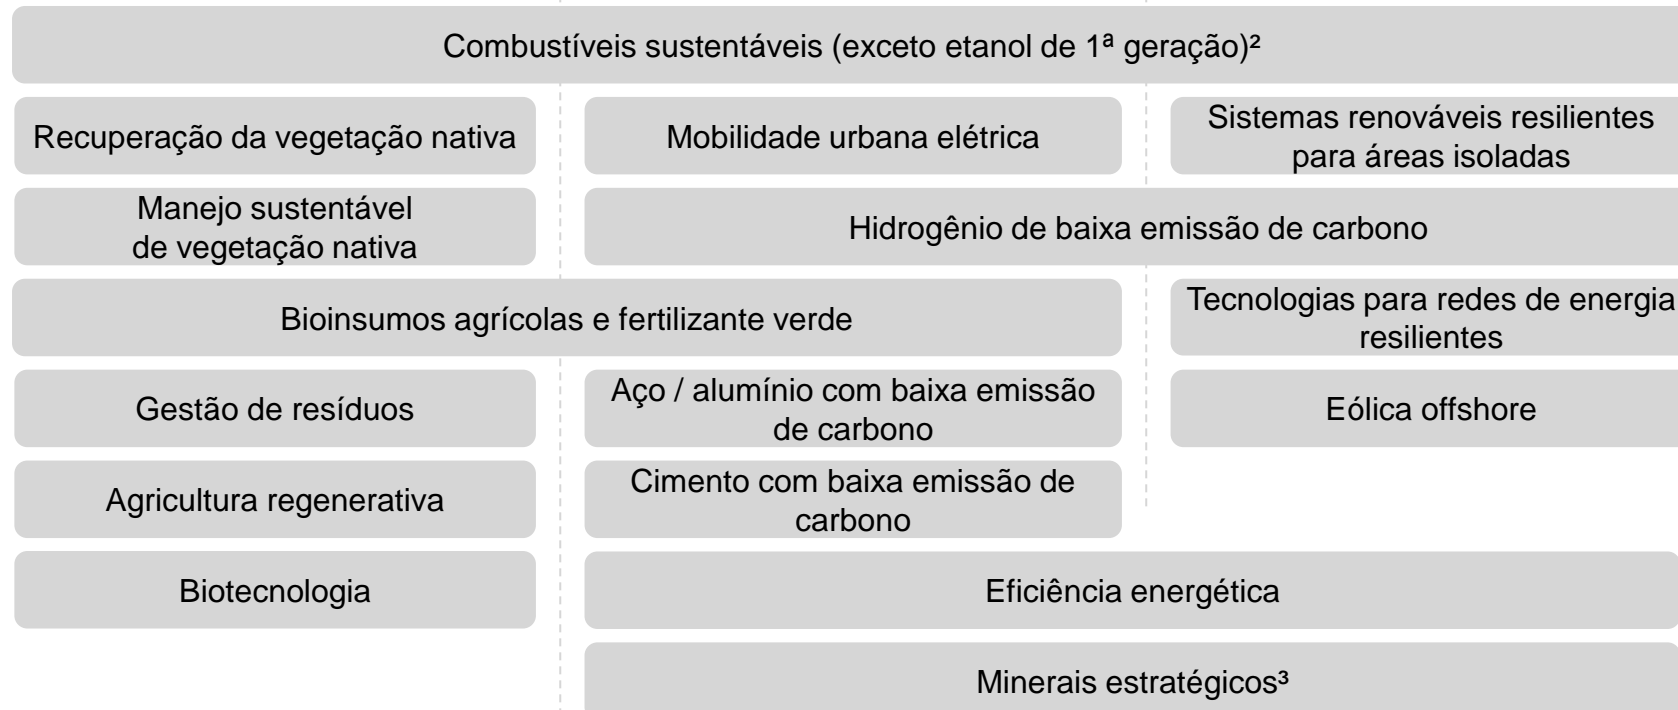 Combustíveis sustentáveis (exceto etanol de 1ª geração)²
Recuperação da vegetação nativa
Mobilidade urbana elétrica
Sistemas renováveis resilientes
para áreas isoladas
Manejo sustentável
de vegetação nativa
Hidrogênio de baixa emissão de carbono
Bioinsumos agrícolas e fertilizante verde
Tecnologias para redes de energia
resilientes
Gestão de resíduos
Aço / alumínio com baixa emissão
de carbono
Eólica offshore
Agricultura regenerativa
Cimento com baixa emissão de
carbono
Biotecnologia
Eficiência energética
Minerais estratégicos³